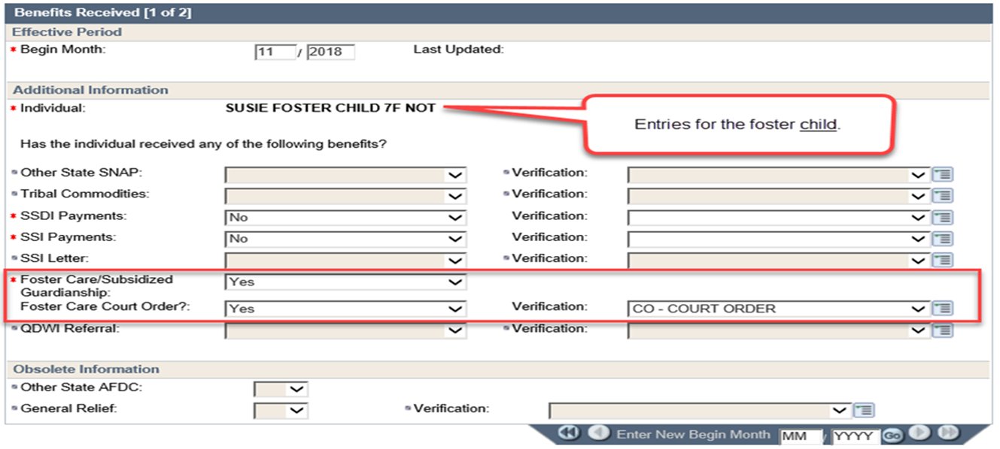 Benefits Received [1 of 2]
Effective Period
* Begin Month: 11 / 2018 Last Updated:
Additional Information
* Individual: SUSIE FOSTER CHILD 7F NOT
Entries for the foster child.
Has the individual received any of the following benefits?
Other State SNAP: Verification:
Tribal Commodities: Verification:
* SSDI Payments: No Verification:
* SSI Payments: No Verification:
SSI Letter: Verification:
* Foster Care/Subsidized Guardianship: Yes
Foster Care Court Order?: Yes Verification: CO - COURT ORDER
QDWI Referral: Verification:
Obsolete Information
Other State AFDC:
General Relief: Verification:
Enter New Begin Month MM / YYYY Go